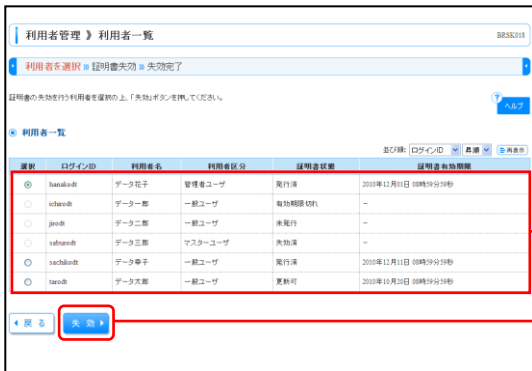 利用者管理 》 利用者一覧 BRSK018
利用者を選択 » 証明書失効 » 失効完了
証明書の失効を行う利用者を選択の上、「失効」ボタンを押してください。
? ヘルプ
利用者一覧
並び順: ログインID 昇順 再表示
選択 ログインID 利用者名 利用者区分 証明書状態 証明書有効期限
hanakodt データ花子 管理者ユーザ 発行済 2010年12月01日 08時59分59秒
ichirodt データ一郎 一般ユーザ 有効期限切れ －
jirodt データ二郎 一般ユーザ 未発行 －
saburodt データ三郎 マスターユーザ 失効済 －
sachikodt データ幸子 一般ユーザ 発行済 2010年12月11日 08時59分59秒
tarodt データ太郎 一般ユーザ 更新可 2010年10月20日 08時59分59秒
戻る 失効